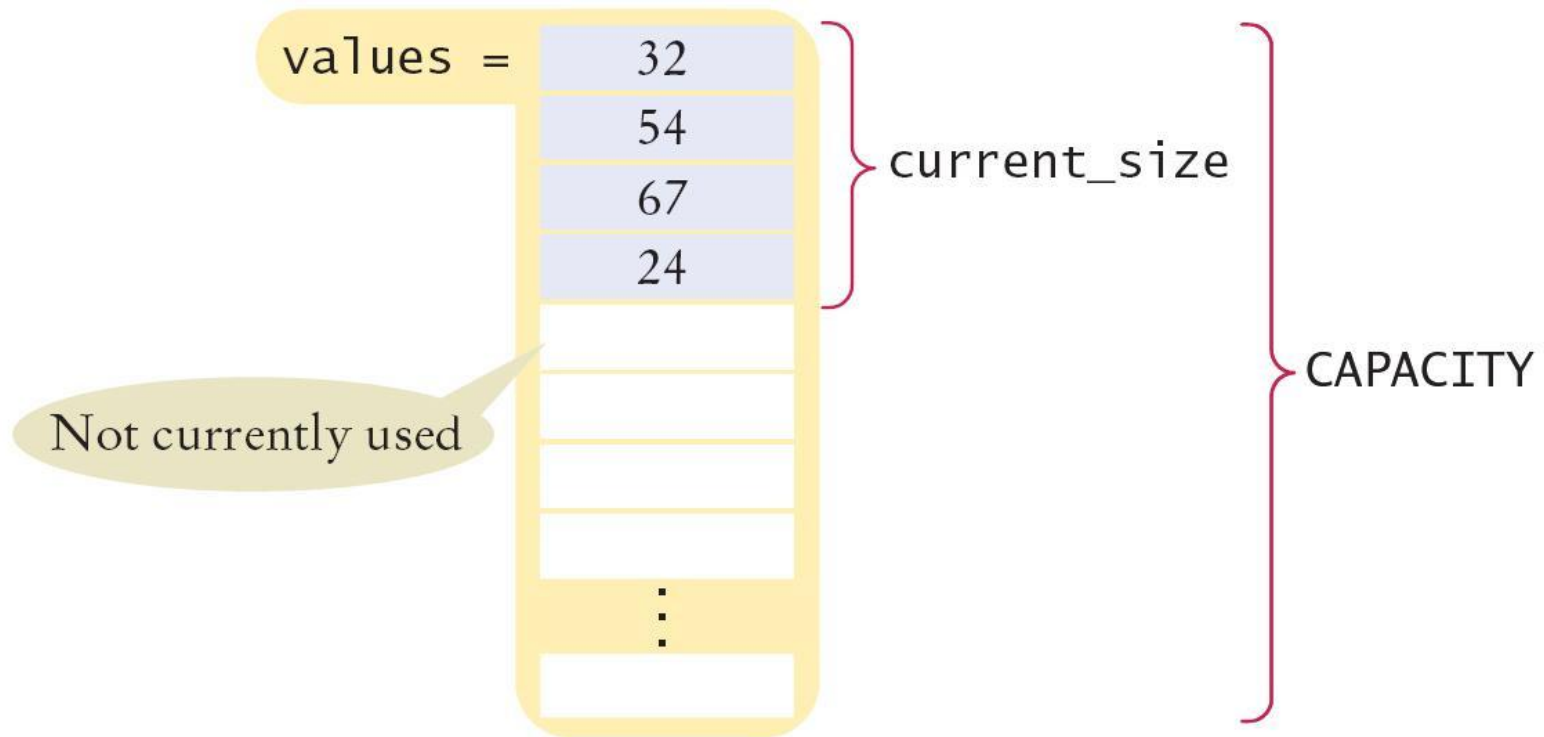 values = 32
54
67
24
current_size
CAPACITY
Not currently used